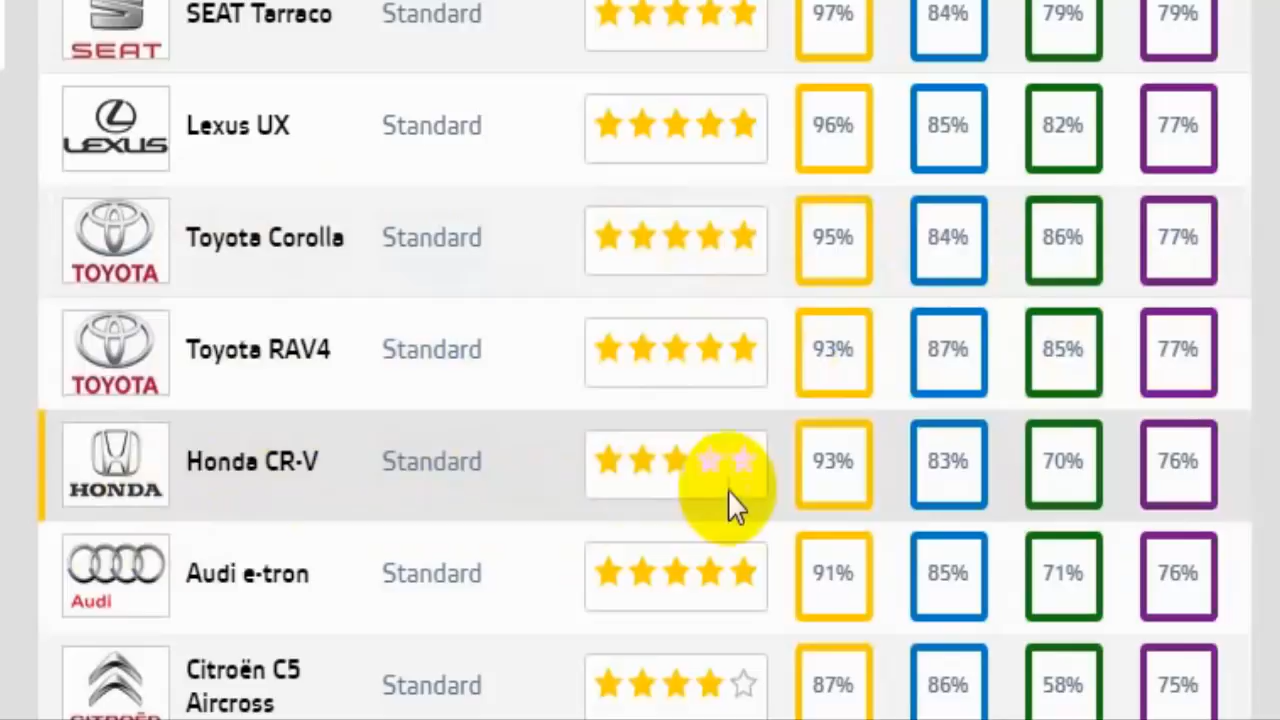 SEAT
SEAT Tarraco Standard 97% 84% 79% 79%
LEXUS
Lexus UX Standard 96% 85% 82% 77%
TOYOTA
Toyota Corolla Standard 95% 84% 86% 77%
TOYOTA
Toyota RAV4 Standard 93% 87% 85% 77%
HONDA
Honda CR-V Standard 93% 83% 70% 76%
Audi
Audi e-tron Standard 91% 85% 71% 76%
CITROËN
Citroën C5
Aircross Standard 87% 86% 58% 75%